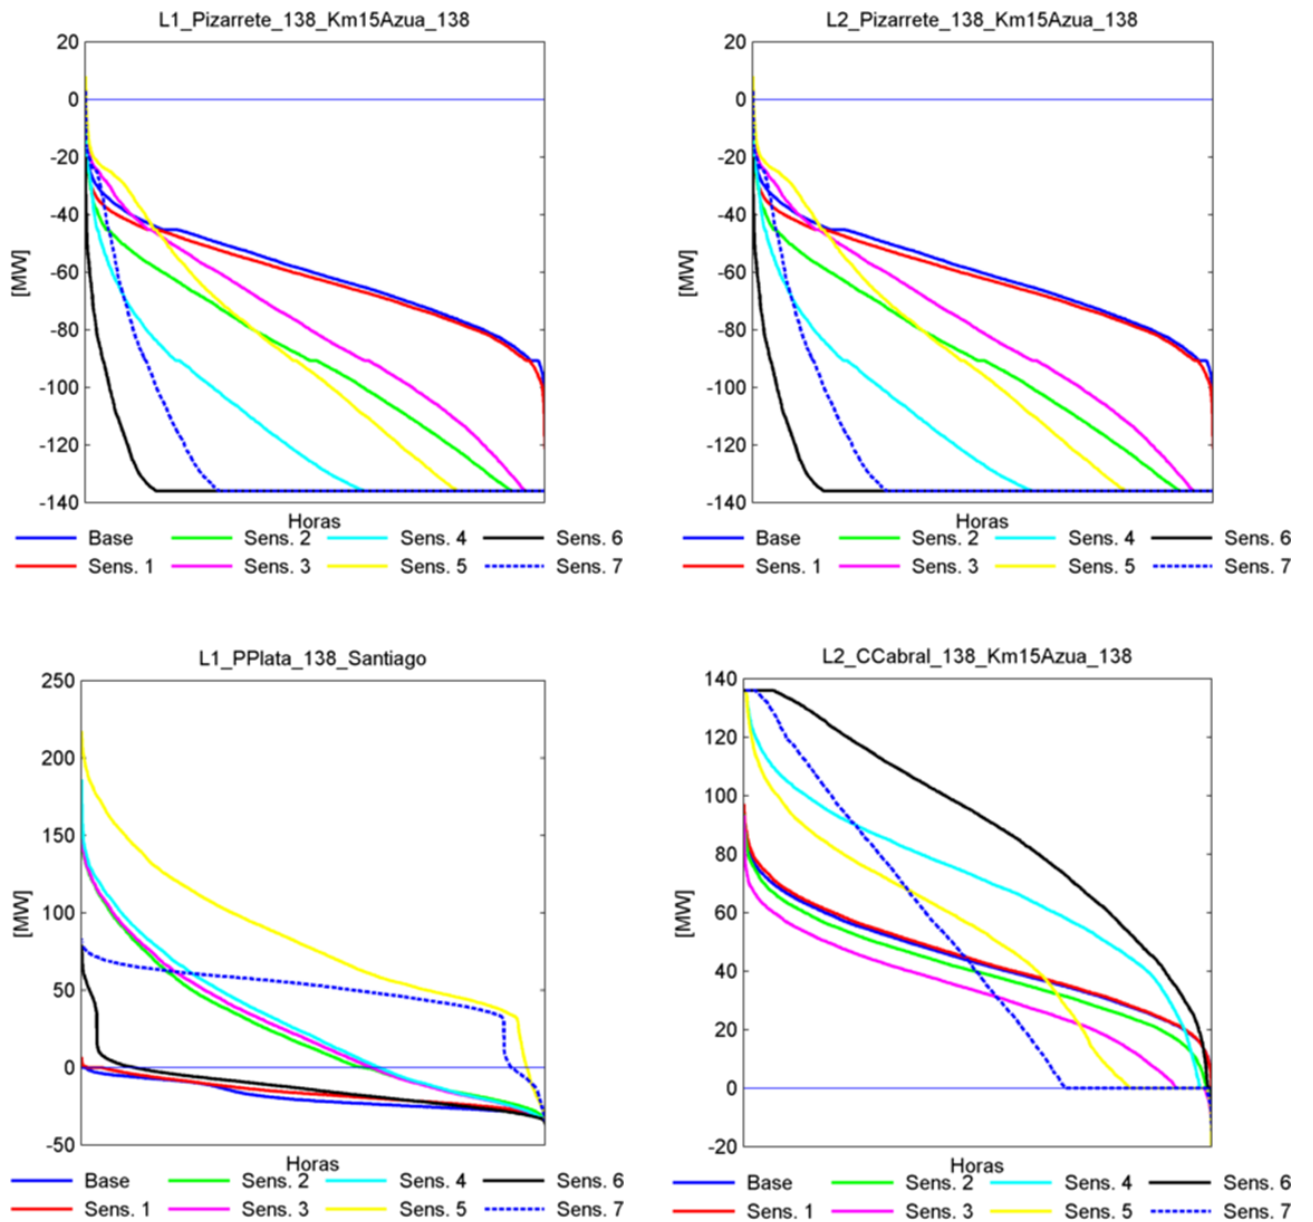 L1_Pizarrete_138_Km15Azua_138
20
0
-20
-40
-60
-80
-100
-120
-140
[MW]
Horas
Base Sens. 2 Sens. 4 Sens. 6
Sens. 1 Sens. 3 Sens. 5 Sens. 7
L2_Pizarrete_138_Km15Azua_138
20
0
-20
-40
-60
-80
-100
-120
-140
[MW]
Horas
Base Sens. 2 Sens. 4 Sens. 6
Sens. 1 Sens. 3 Sens. 5 Sens. 7
L1_PPlata_138_Santiago
250
200
150
100
50
0
-50
[MW]
Horas
Base Sens. 2 Sens. 4 Sens. 6
Sens. 1 Sens. 3 Sens. 5 Sens. 7
L2_CCabral_138_Km15Azua_138
140
120
100
80
60
40
20
0
-20
[MW]
Horas
Base Sens. 2 Sens. 4 Sens. 6
Sens. 1 Sens. 3 Sens. 5 Sens. 7